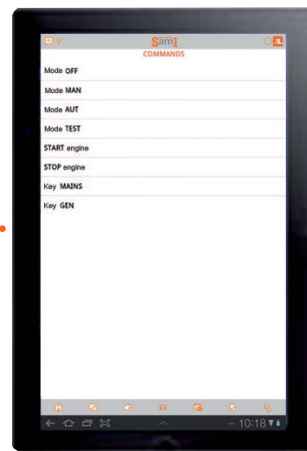 Sam1
COMMANDS
Mode OFF
Mode MAN
Mode AUT
Mode TEST
START engine
STOP engine
Key MAINS
Key GEN
10:18